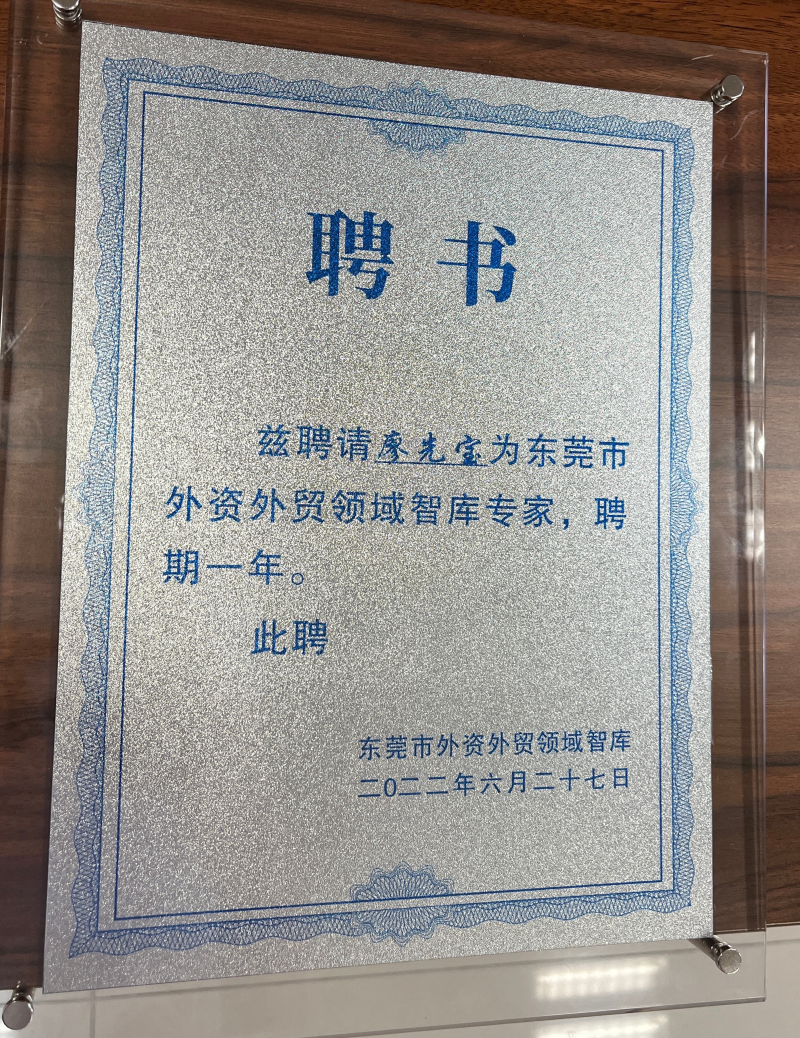 聘书
兹聘请廖先宝为东莞市
外资外贸领域智库专家，聘
期一年。
此聘
东莞市外资外贸领域智库
二0二二年六月二十七日